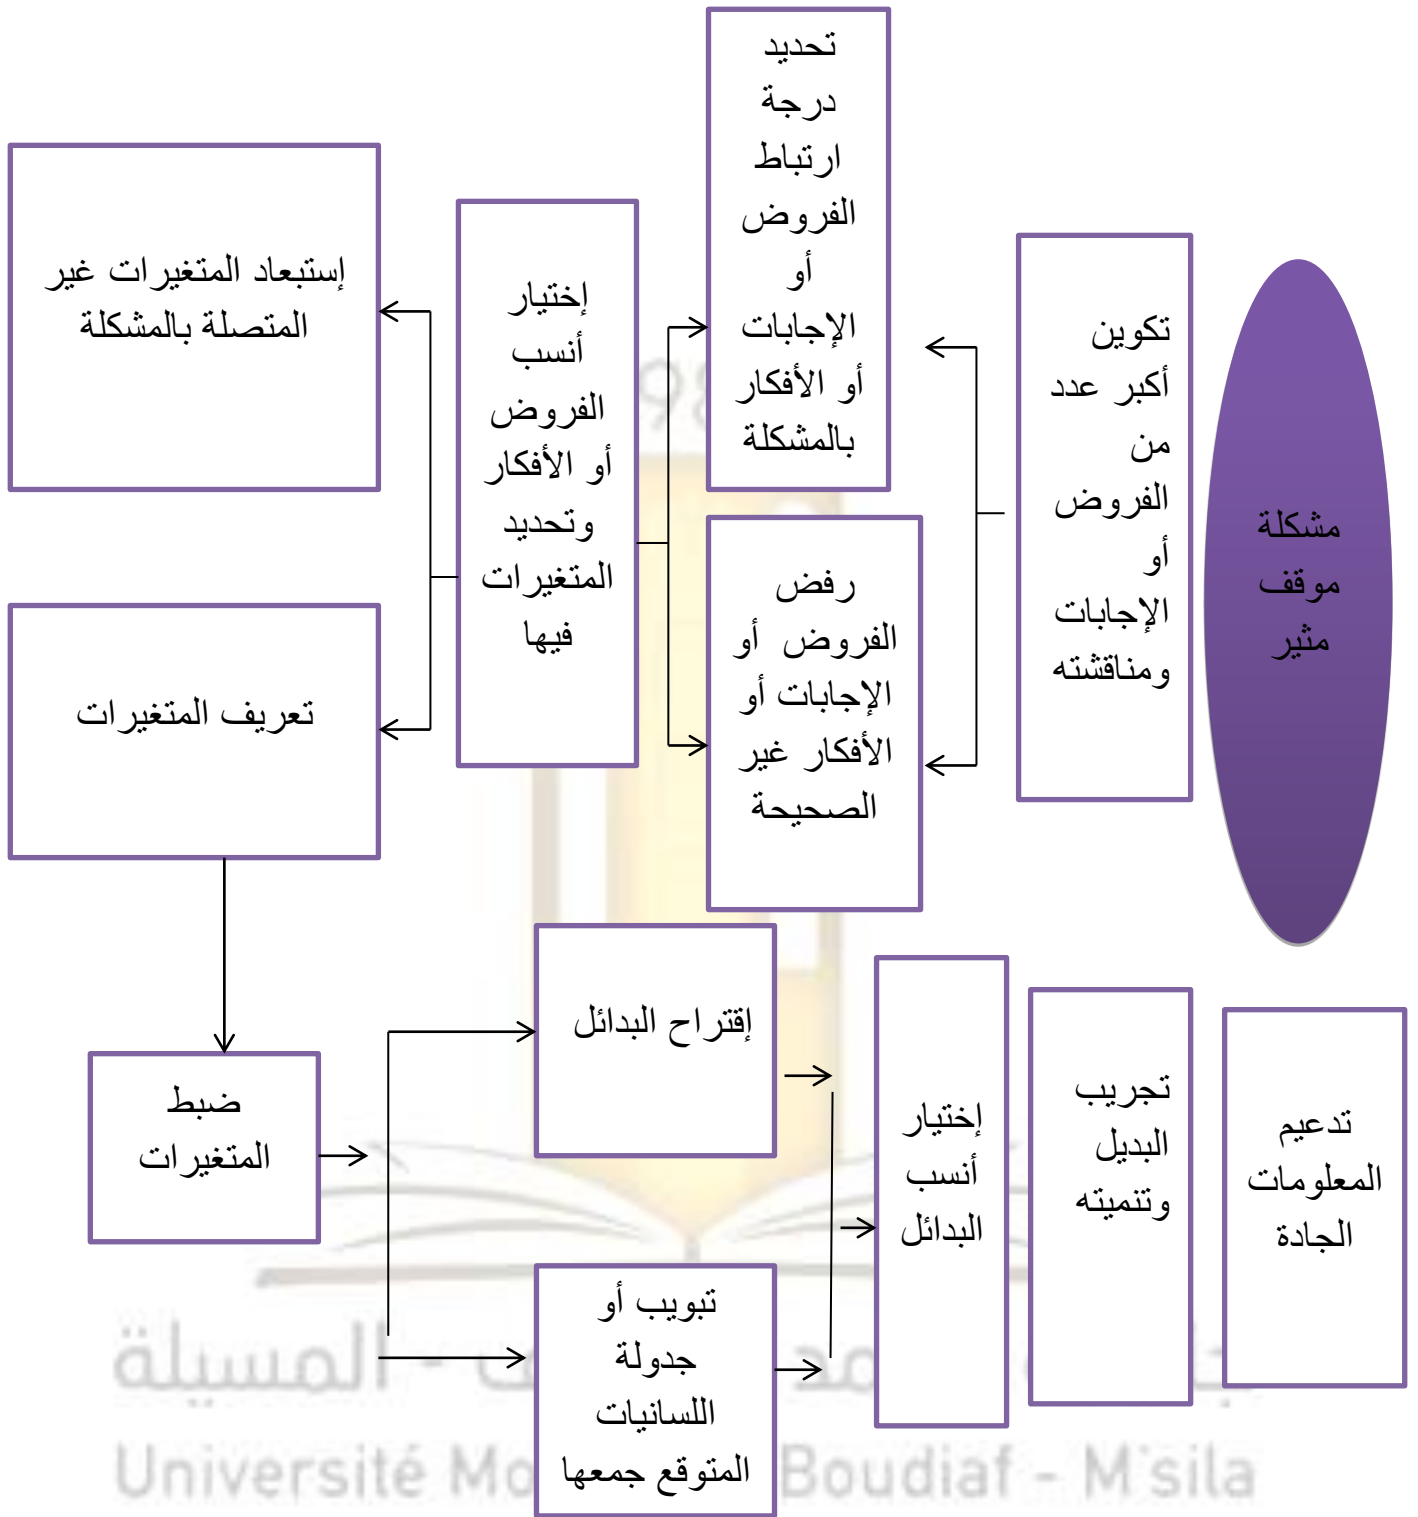 مشكلة
موقف
مثير
تكوين
أكبر عدد
من
الفروض
أو
الإجابات
ومناقشته
تحديد
درجة
ارتباط
الفروض
أو
الإجابات
أو الأفكار
بالمشكلة
رفض
الفروض أو
الإجابات أو
الأفكار غير
الصحيحة
إختيار
أنسب
الفروض
أو الأفكار
وتحديد
المتغيرات
فيها
إستبعاد المتغيرات غير
المتصلة بالمشكلة
تعريف المتغيرات
ضبط
المتغيرات
إقتراح البدائل
تبويب أو
جدولة
اللسانيات
المتوقع جمعها
إختيار
أنسب
البدائل
تجريب
البديل
وتنميته
تدعيم
المعلومات
الجادة
المسيلة -
Université Boudiaf - M'sila